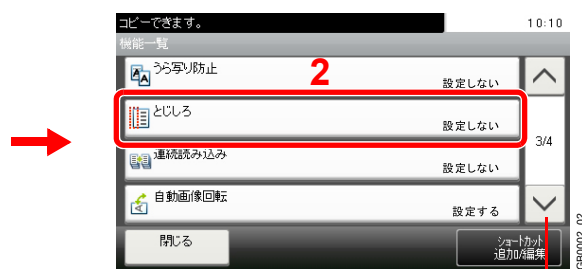 コピーできます。 10:10
機能一覧
うら写り防止
2
設定しない
とじしろ
設定しない
3/4
連続読み込み
設定しない
自動画像回転
設定する
閉じる
ショートカット
追加/編集
GB0002_02